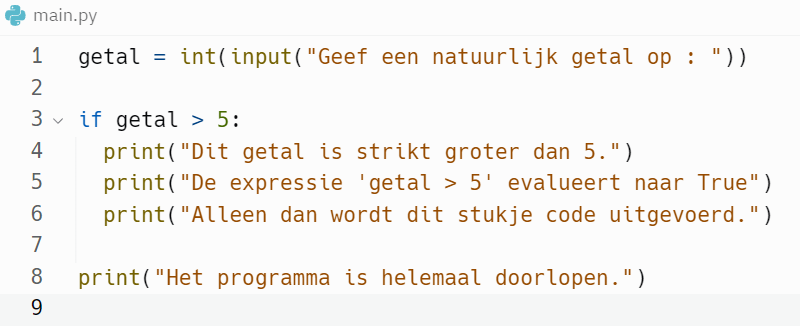 main.py
1 getal = int(input("Geef een natuurlijk getal op : "))
2
3 if getal > 5:
4   print("Dit getal is strikt groter dan 5.")
5   print("De expressie 'getal > 5' evalueert naar True")
6   print("Alleen dan wordt dit stukje code uitgevoerd.")
7
8 print("Het programma is helemaal doorlopen.")
9